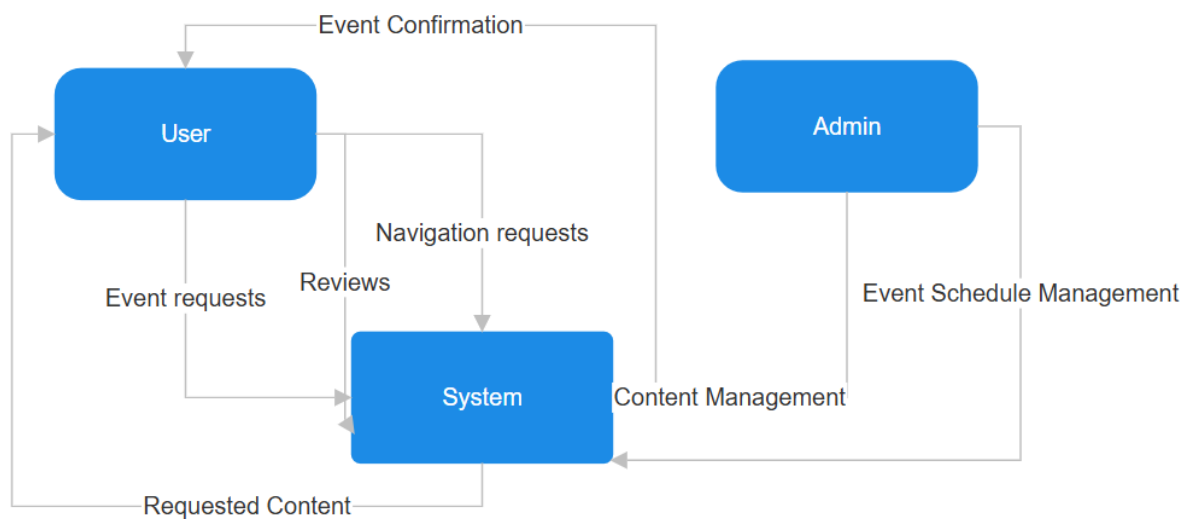 Event Confirmation
User
Admin
Navigation requests
Reviews
Event requests
Event Schedule Management
System
Content Management
Requested Content